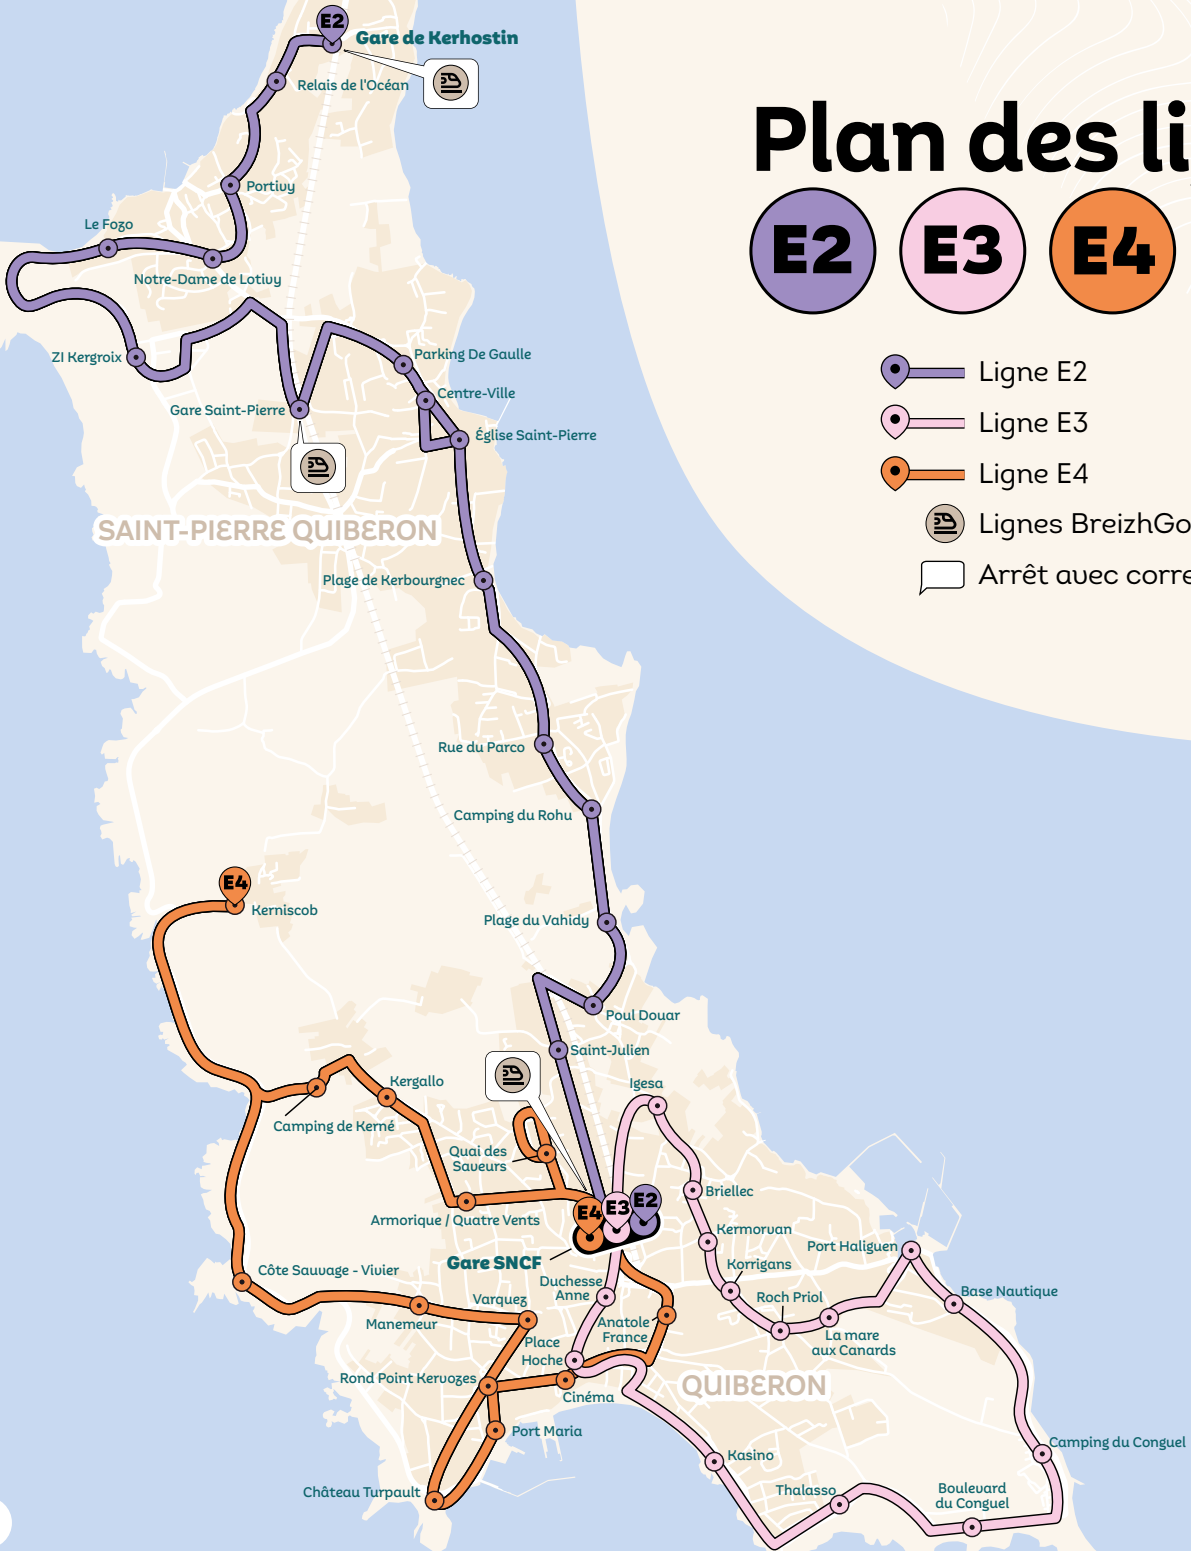 E2
Gare de Kerhostin
Relais de l'Océan
Portivy
Le Fozo
Notre-Dame de Lotivy
ZI Kergroix
Parking De Gaulle
Centre-Ville
Gare Saint-Pierre
Église Saint-Pierre
SAINT-PIERRE QUIBERON
Plage de Kerbourgnec
Rue du Parco
Camping du Rohu
Plage du Vahidy
Poul Douar
Saint-Julien
Plan des li
E2
E3
E4
Ligne E2
Ligne E3
Ligne E4
Lignes BreizhGo
Arrêt avec corre
E4
Kerniscob
Kergallo
Camping de Kerné
Quai des
Saveurs
Armorique / Quatre Vents
Igesa
Briellec
Kermorvan
Korrigans
Roch Priol
La mare
aux Canards
Port Haliguen
Base Nautique
E4
E3
E2
Gare SNCF
Duchesse
Anne
Anatole
France
Place
Hoche
Côte Sauvage - Vivier
Manemeur
Varquez
Rond Point Kervozes
Cinéma
Port Maria
Château Turpault
QUIBERON
Kasino
Thalasso
Boulevard
du Conguel
Camping du Conguel